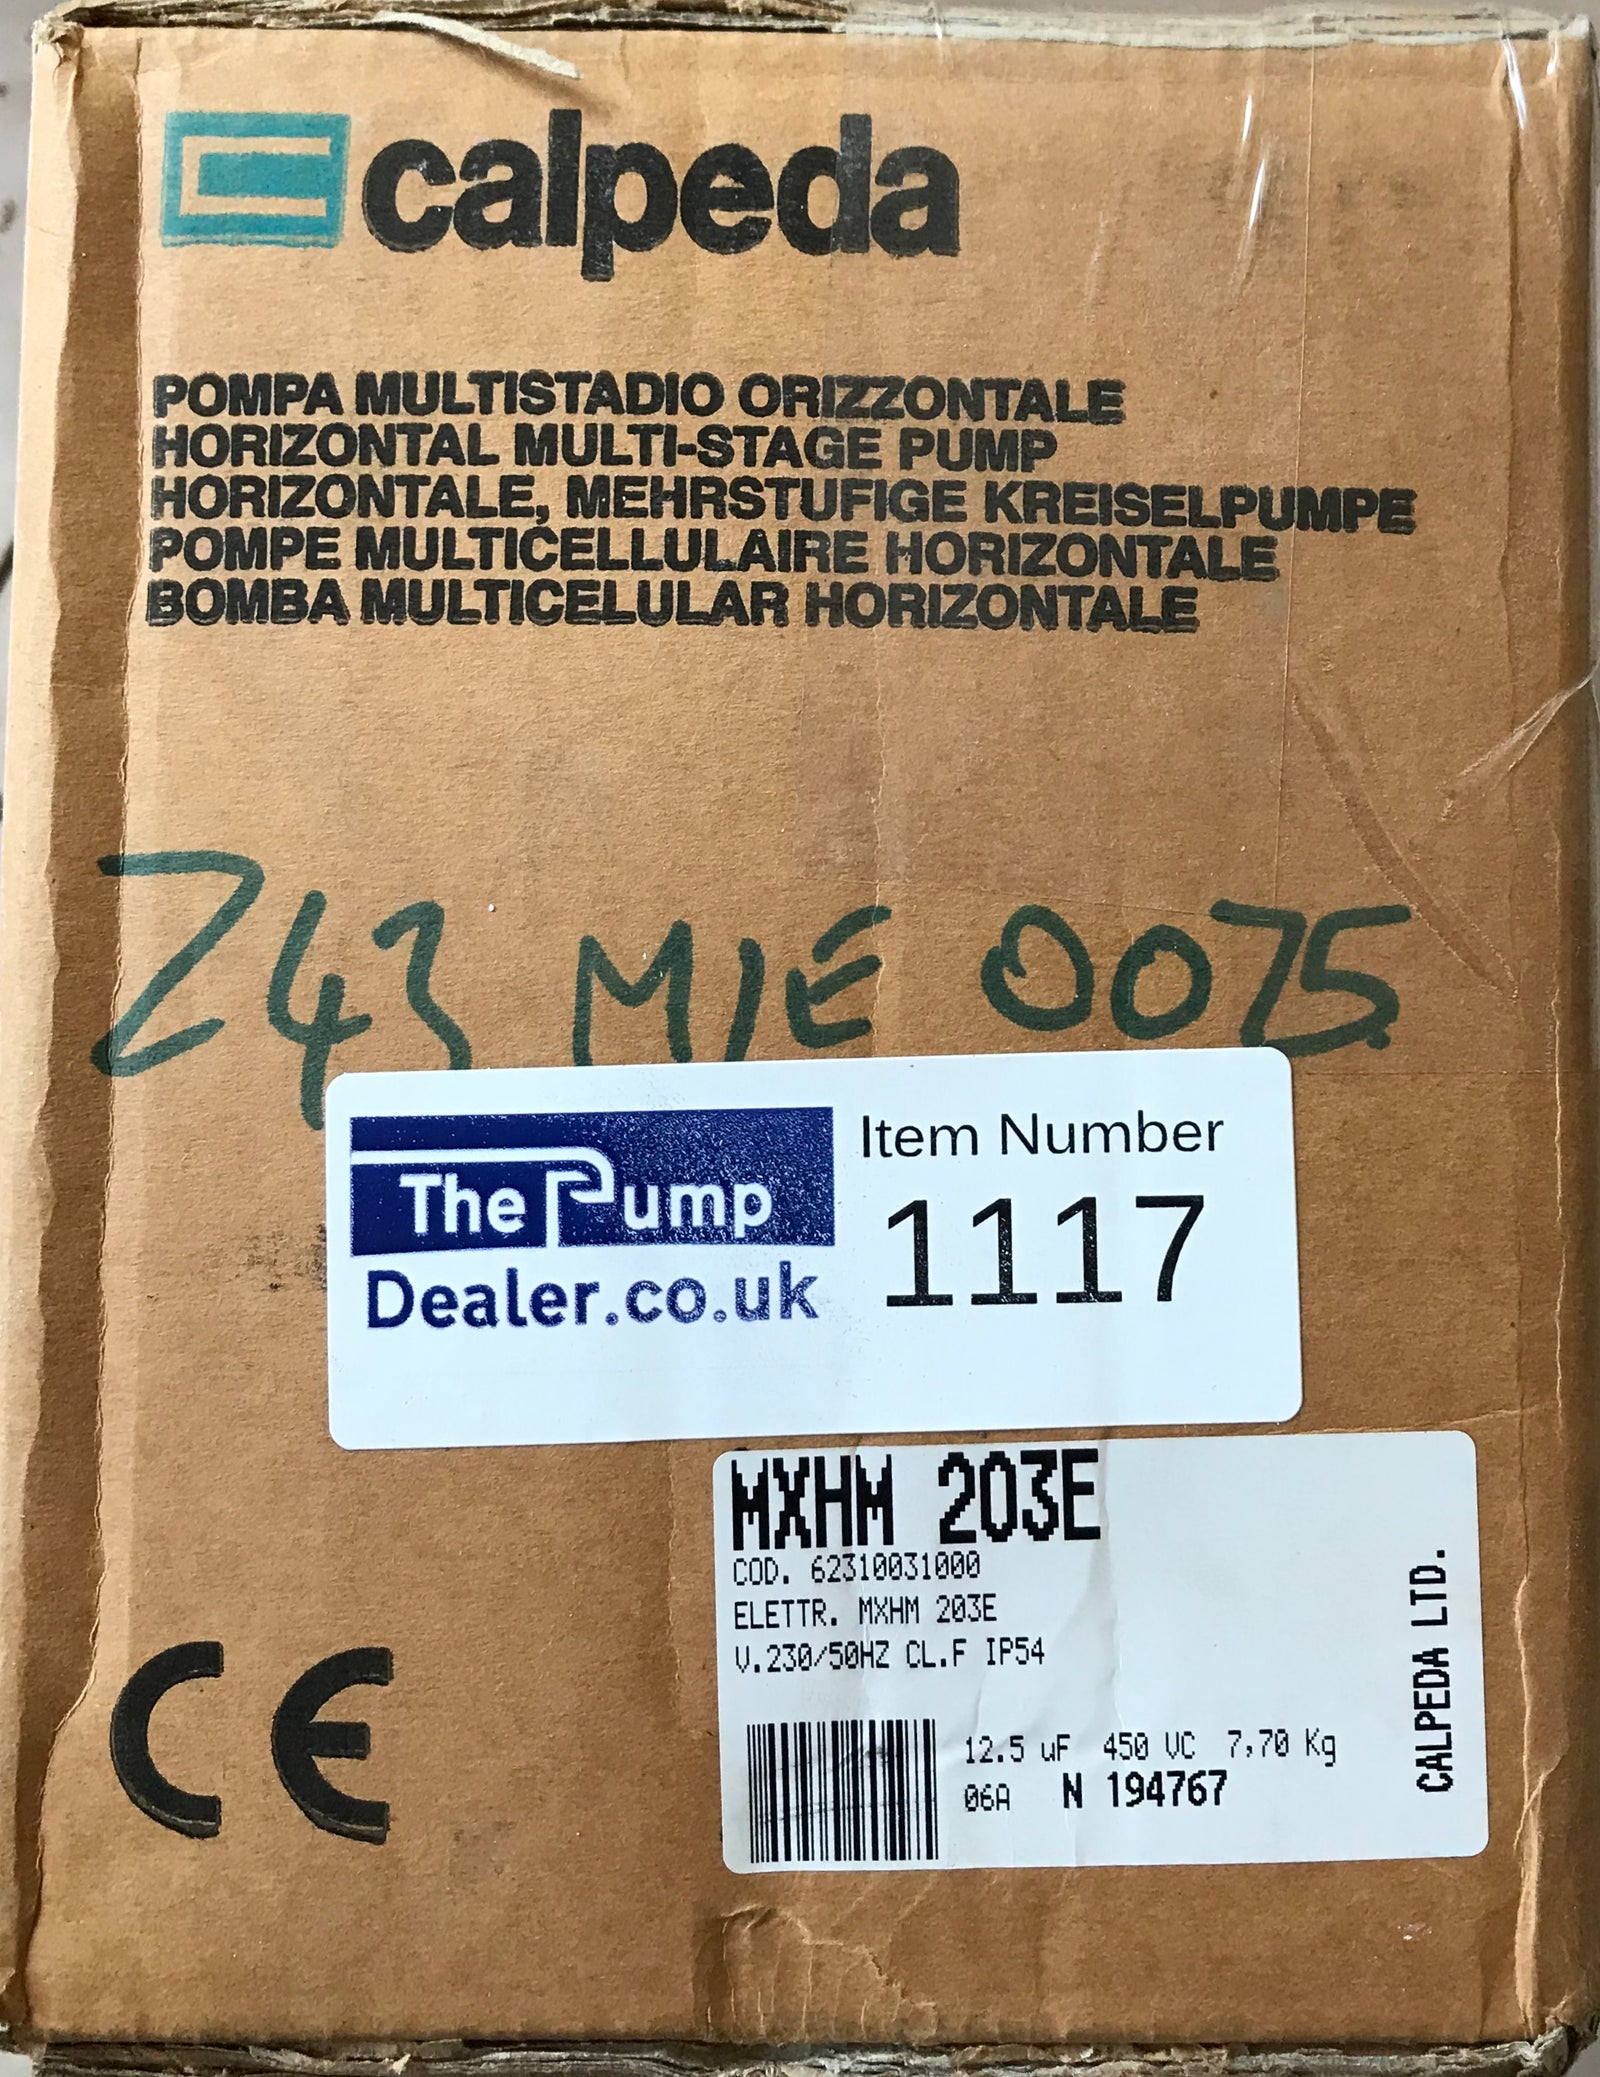 calpeda
POMPA MULTISTADIO ORIZZONTALE
HORIZONTAL MULTI-STAGE PUMP
HORIZONTALE, MEHRSTUFIGE KREISELPUMPE
POMPE MULTICELLULAIRE HORIZONTALE
BOMBA MULTICELULAR HORIZONTALE
Z43 MIE 0075
The Pump
Dealer.co.uk
Item Number
1117
MXHM 203E
COD. 62310031000
ELETTR. MXHM 203E
V.230/50HZ CL.F IP54
12.5 uF 450 VC 7,70 Kg
06A N 194767
CALPEDA LTD.
CE